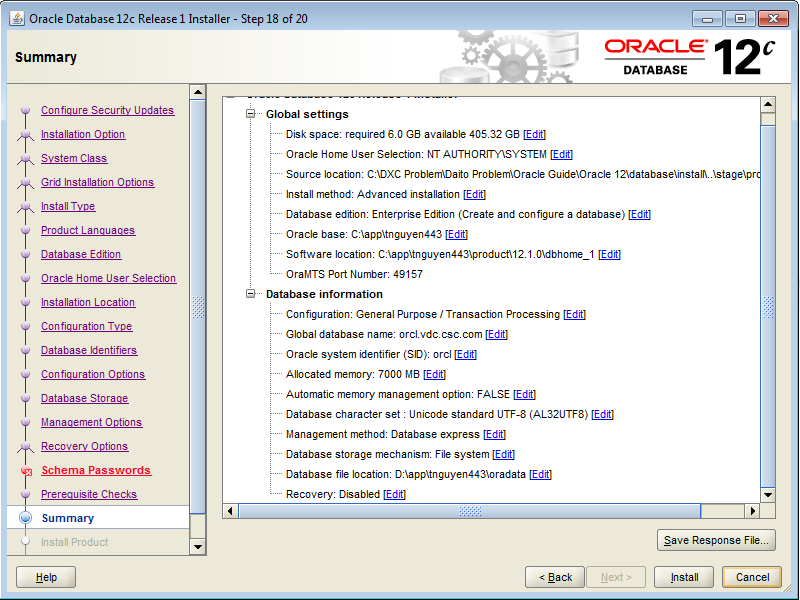 Oracle Database 12c Release 1 Installer - Step 18 of 20
Summary
ORACLE
DATABASE
12c
Configure Security Updates
Installation Option
System Class
Grid Installation Options
Install Type
Product Languages
Database Edition
Oracle Home User Selection
Installation Location
Configuration Type
Database Identifiers
Configuration Options
Database Storage
Management Options
Recovery Options
Schema Passwords
Prerequisite Checks
Summary
Install Product
Oracle Database 12c Release 1 Installer
Global settings
Disk space: required 6.0 GB available 405.32 GB [Edit]
Oracle Home User Selection: NT AUTHORITY\SYSTEM [Edit]
Source location: C:\DXC Problem\Daito Problem\Oracle Guide\Oracle 12\database\install\..\stage\pro
Install method: Advanced installation [Edit]
Database edition: Enterprise Edition (Create and configure a database) [Edit]
Oracle base: C:\app\tnguyen443 [Edit]
Software location: C:\app\tnguyen443\product\12.1.0\dbhome_1 [Edit]
OraMTS Port Number: 49157
Database information
Configuration: General Purpose / Transaction Processing [Edit]
Global database name: orcl.vdc.csc.com [Edit]
Oracle system identifier (SID): orcl [Edit]
Allocated memory: 7000 MB [Edit]
Automatic memory management option: FALSE [Edit]
Database character set : Unicode standard UTF-8 (AL32UTF8) [Edit]
Management method: Database express [Edit]
Database storage mechanism: File system [Edit]
Database file location: D:\app\tnguyen443\oradata [Edit]
Recovery: Disabled [Edit]
Save Response File...
Help
< Back
Next >
Install
Cancel